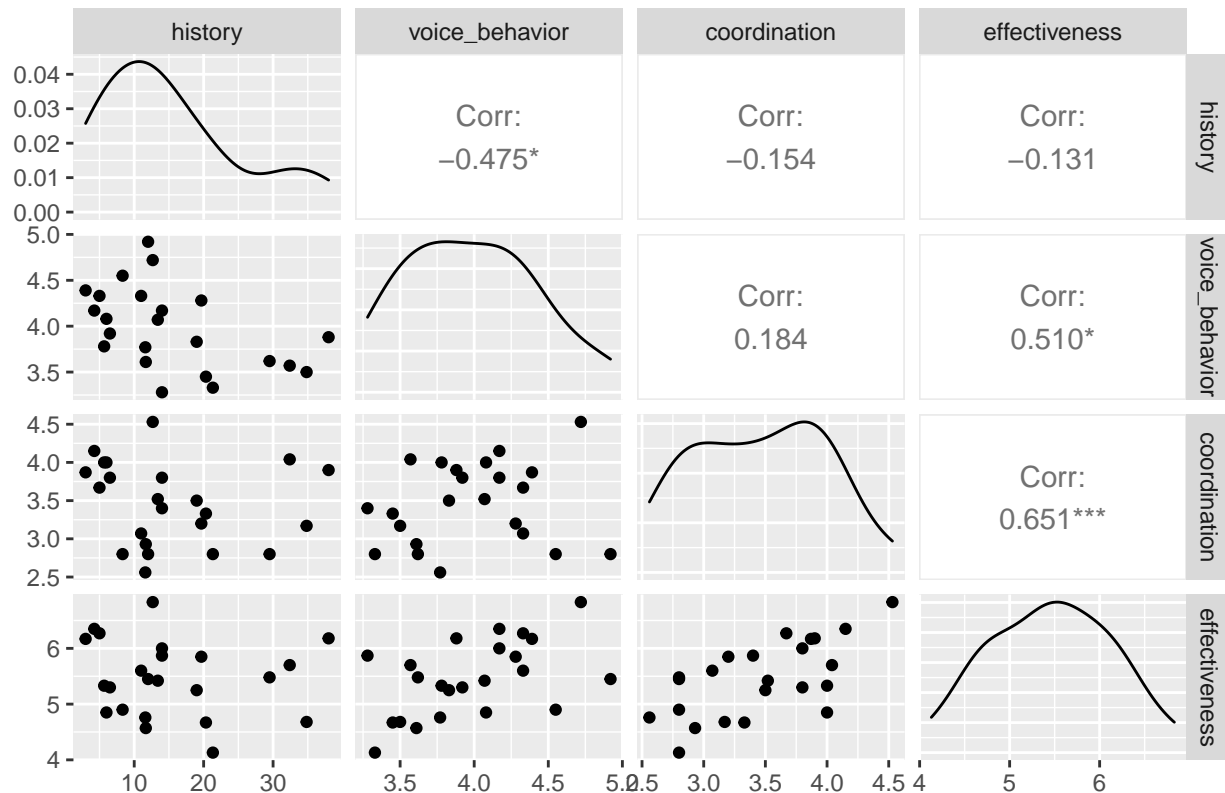 history voice_behavior coordination effectiveness
0.04
0.03
0.02
0.01
0.00
Corr:
−0.475*
Corr:
−0.154
Corr:
−0.131
history
5.0
4.5
4.0
3.5
Corr:
0.184
Corr:
0.510*
voice_behavior
4.5
4.0
3.5
3.0
2.5
Corr:
0.651***
coordination
6
5
4
effectiveness
10 20 30 3.5 4.0 4.5 5.0 2.5 3.0 3.5 4.0 4.5 4 5 6